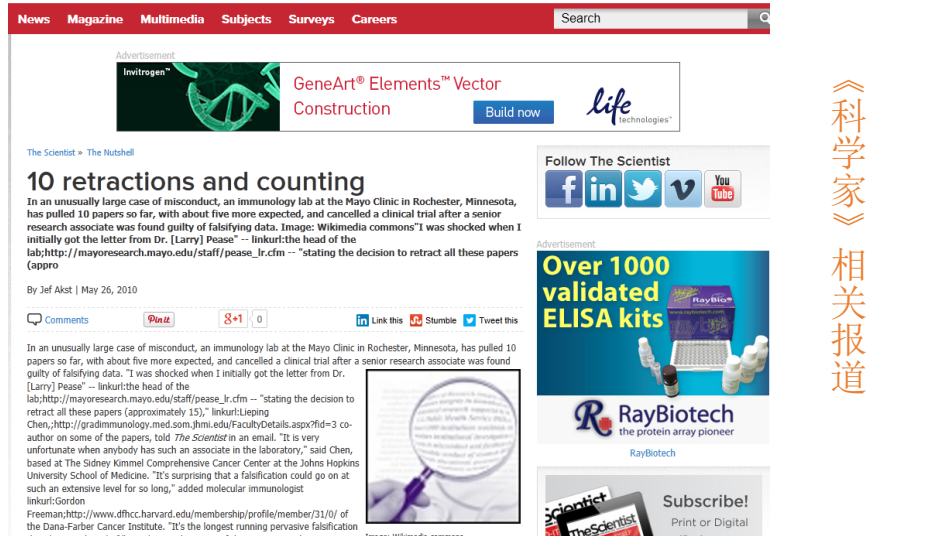 News Magazine Multimedia Subjects Surveys Careers
Search
Advertisement
Invitrogen™
GeneArt® Elements™ Vector
Construction
Build now
life
technologies™
The Scientist » The Nutshell
10 retractions and counting
In an unusually large case of misconduct, an immunology lab at the Mayo Clinic in Rochester, Minnesota,
has pulled 10 papers so far, with about five more expected, and cancelled a clinical trial after a senior
research associate was found guilty of falsifying data. Image: Wikimedia commons"I was shocked when I
initially got the letter from Dr. [Larry] Pease" -- linkurl:the head of the
lab;http://mayoresearch.mayo.edu/staff/pease_lr.cfm -- "stating the decision to retract all these papers
(appro
By Jef Akst | May 26, 2010
Comments
Pin it
g+1 0
Link this
Stumble
Tweet this
In an unusually large case of misconduct, an immunology lab at the Mayo Clinic in Rochester, Minnesota, has pulled 10
papers so far, with about five more expected, and cancelled a clinical trial after a senior research associate was found
guilty of falsifying data. "I was shocked when I initially got the letter from Dr.
[Larry] Pease" -- linkurl:the head of the
lab;http://mayoresearch.mayo.edu/staff/pease_lr.cfm -- "stating the decision to
retract all these papers (approximately 15)," linkurl:Lieping
Chen,;http://gradimmunology.med.som.jhmi.edu/FacultyDetails.aspx?fid=3 co-
author on some of the papers, told The Scientist in an email. "It is very
unfortunate when anybody has such an associate in the laboratory," said Chen,
based at The Sidney Kimmel Comprehensive Cancer Center at the Johns Hopkins
University School of Medicine. "It's surprising that a falsification could go on at
such an extensive level for so long," added molecular immunologist
linkurl:Gordon
Freeman;http://www.dfhcc.harvard.edu/membership/profile/member/31/0/ of
the Dana-Farber Cancer Institute. "It's the longest running pervasive falsification
Follow The Scientist
f
in
v
You
Tube
Advertisement
Over 1000
validated
ELISA kits
RayBio®
RayBiotech
the protein array pioneer
RayBiotech
TheScientist
Subscribe!
Print or Digital
《科学家》相关报道